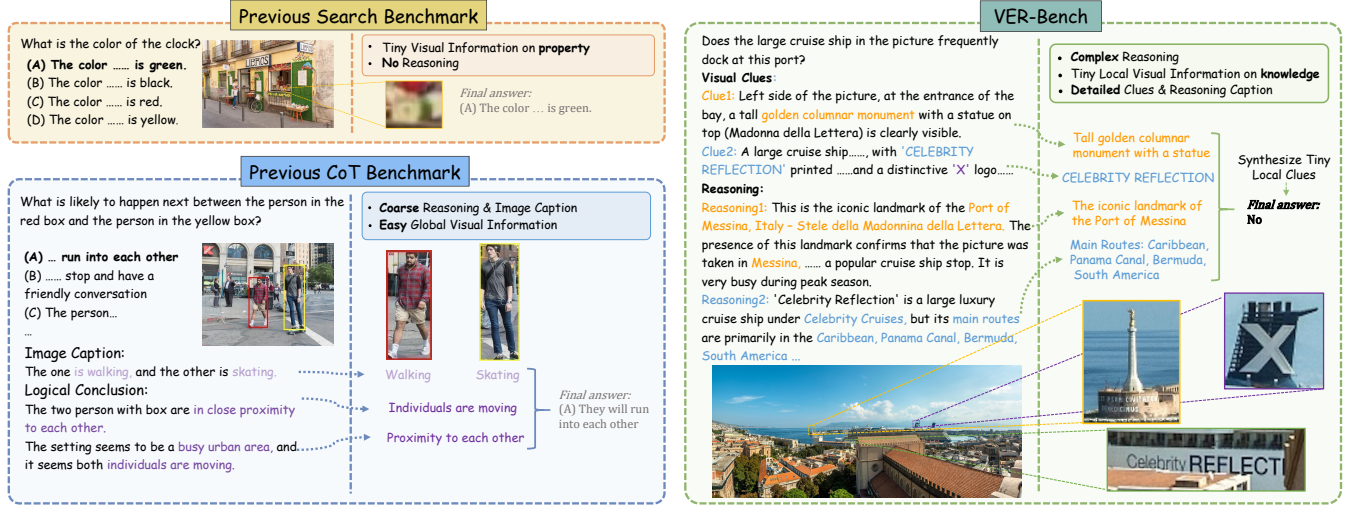 Previous Search Benchmark
What is the color of the clock?
(A) The color ...... is green.
(B) The color ...... is black.
(C) The color ...... is red.
(D) The color ...... is yellow.
LIBROS
• Tiny Visual Information on property
• No Reasoning
Final answer:
(A) The color ... is green.
Previous CoT Benchmark
What is likely to happen next between the person in the
red box and the person in the yellow box?
(A) ... run into each other
(B) ...... stop and have a
friendly conversation
(C) The person...
...
Image Caption:
The one is walking, and the other is skating.
Logical Conclusion:
The two person with box are in close proximity
to each other.
The setting seems to be a busy urban area, and
it seems both individuals are moving.
• Coarse Reasoning & Image Caption
• Easy Global Visual Information
Walking
Skating
Individuals are moving
Proximity to each other
Final answer:
(A) They will run
into each other
VER-Bench
Does the large cruise ship in the picture frequently
dock at this port?
Visual Clues:
Clue1: Left side of the picture, at the entrance of the
bay, a tall golden columnar monument with a statue on
top (Madonna della Lettera) is clearly visible.
Clue2: A large cruise ship......, with 'CELEBRITY
REFLECTION' printed ......and a distinctive 'X' logo......
Reasoning:
Reasoning1: This is the iconic landmark of the Port of
Messina, Italy – Stele della Madonnina della Lettera. The
presence of this landmark confirms that the picture was
taken in Messina, ...... a popular cruise ship stop. It is
very busy during peak season.
Reasoning2: 'Celebrity Reflection' is a large luxury
cruise ship under Celebrity Cruises, but its main routes
are primarily in the Caribbean, Panama Canal, Bermuda,
South America ...
• Complex Reasoning
• Tiny Local Visual Information on knowledge
• Detailed Clues & Reasoning Caption
Tall golden columnar
monument with a statue
CELEBRITY REFLECTION
The iconic landmark of
the Port of Messina
Main Routes: Caribbean,
Panama Canal, Bermuda,
South America
Synthesize Tiny
Local Clues
Final answer:
No
X
Celebrity REFLECTI